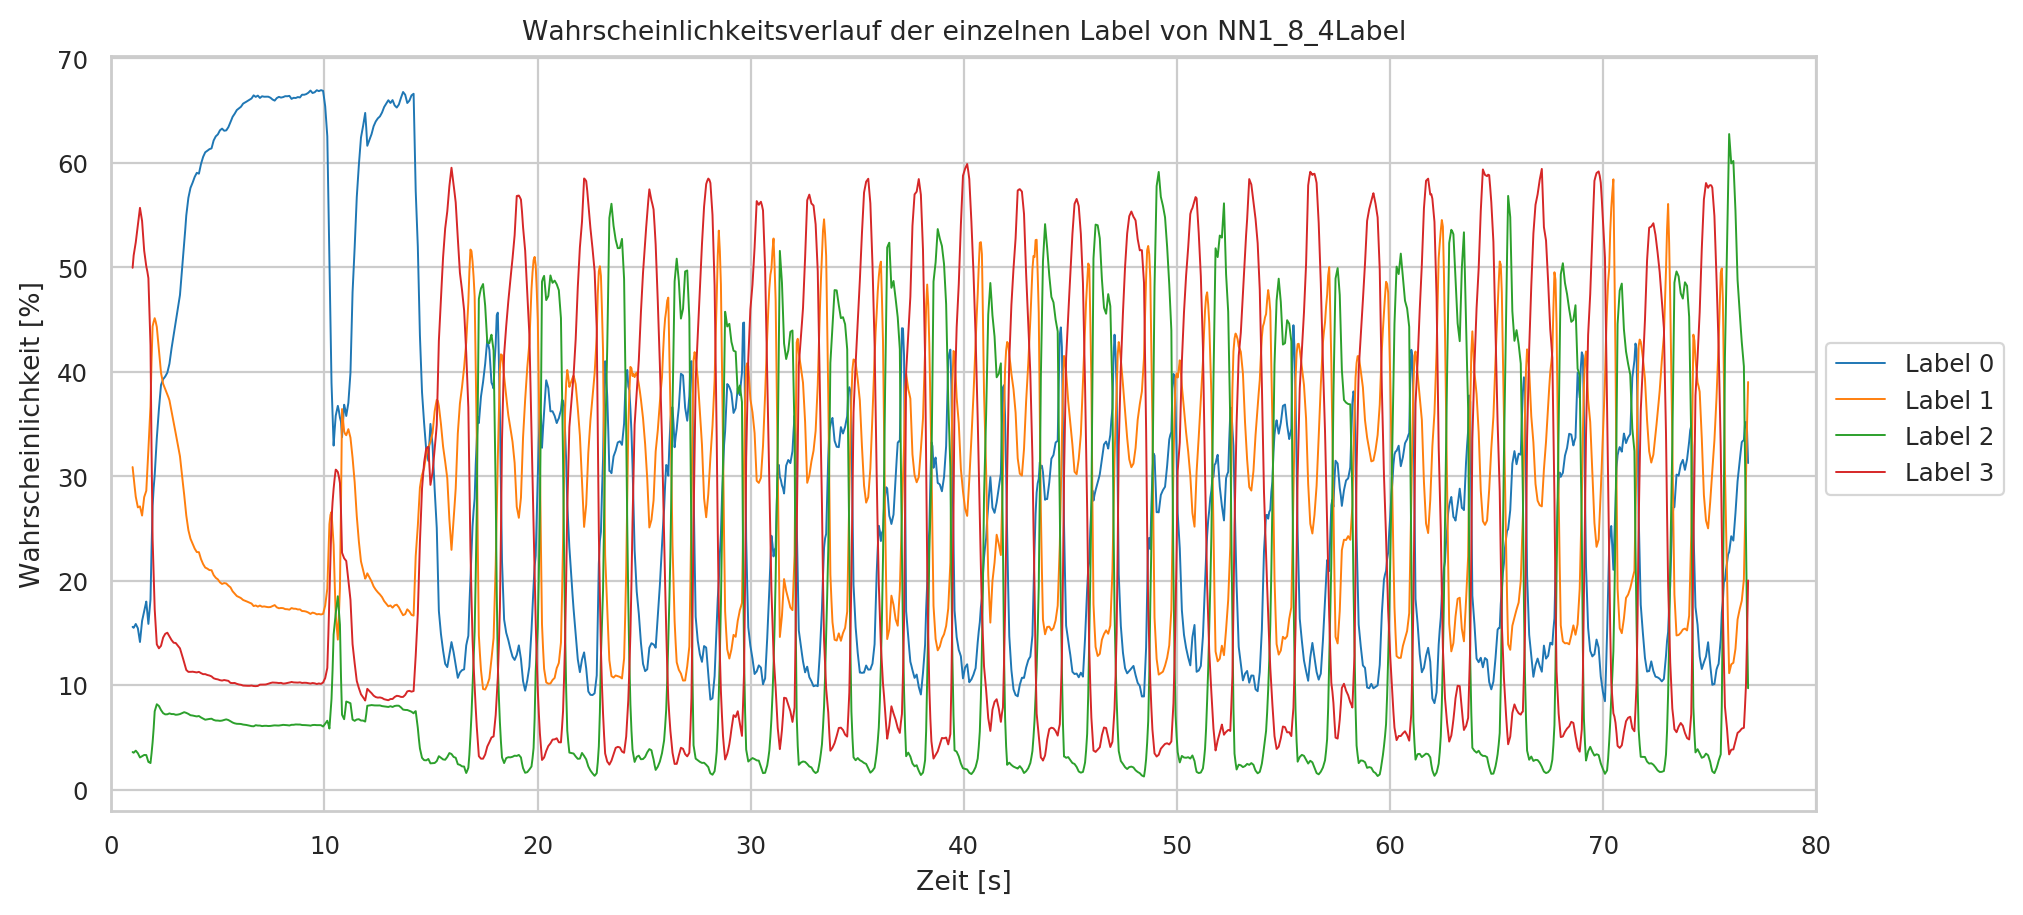 Wahrscheinlichkeitsverlauf der einzelnen Label von NN1_8_4Label
Wahrscheinlichkeit [%]
70
60
50
40
30
20
10
0
0 10 20 30 40 50 60 70 80
Zeit [s]
Label 0
Label 1
Label 2
Label 3